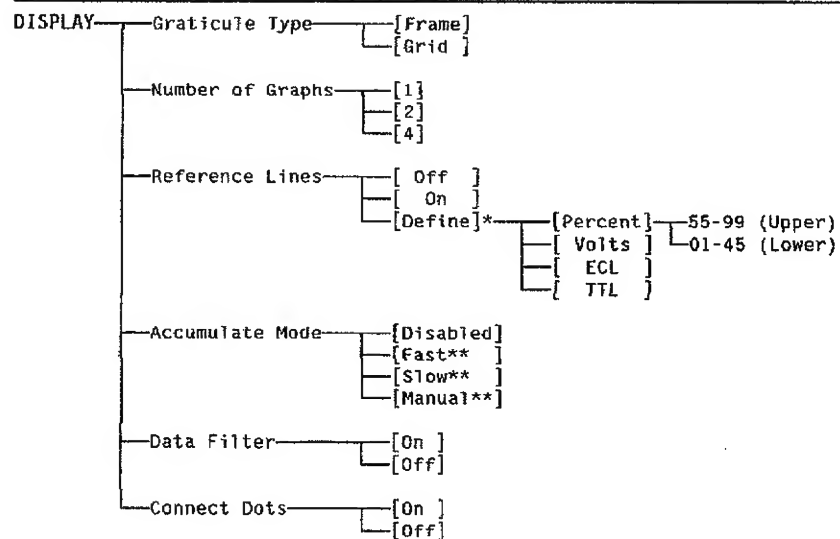 DISPLAY Graticule Type [Frame]
[Grid ]
Number of Graphs [1]
[2]
[4]
Reference Lines [ Off ]
[ On ]
[Define]* [Percent] 55-99 (Upper)
[ Volts ] 01-45 (Lower)
[ ECL ]
[ TTL ]
Accumulate Mode [Disabled]
[Fast** ]
[Slow** ]
[Manual**]
Data Filter [On ]
[Off]
Connect Dots [On ]
[Off]